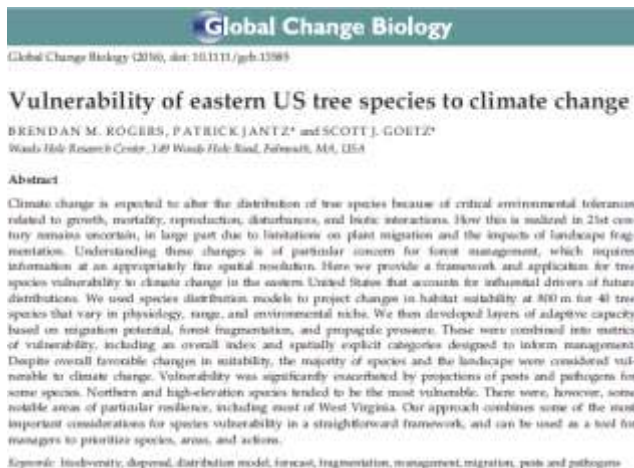 Global Change Biology
Global Change Biology (2016), doi: 10.1111/gcb.13585
Vulnerability of eastern US tree species to climate change
BRENDAN M. ROGERS, PATRICK JANTZ* and SCOTT J. GOETZ*
Woods Hole Research Center, 149 Woods Hole Road, Falmouth, MA, USA
Abstract
Climate change is expected to alter the distribution of tree species because of critical environmental tolerances
related to growth, mortality, reproduction, disturbances, and biotic interactions. How this is realized in 21st cen-
tury remains uncertain, in large part due to limitations on plant migration and the impacts of landscape frag-
mentation. Understanding these changes is of particular concern for forest management, which requires
information at an appropriately fine spatial resolution. Here we provide a framework and application for tree
species vulnerability to climate change in the eastern United States that accounts for influential drivers of future
distributions. We used species distribution models to project changes in habitat suitability at 800 m for 40 tree
species that vary in physiology, range, and environmental niche. We then developed layers of adaptive capacity
based on migration potential, forest fragmentation, and propagule pressure. These were combined into metrics
of vulnerability, including an overall index and spatially explicit categories designed to inform management.
Despite overall favorable changes in suitability, the majority of species and the landscape were considered vul-
nerable to climate change. Vulnerability was significantly exacerbated by projections of pests and pathogens for
some species. Northern and high-elevation species tended to be the most vulnerable. There were, however, some
notable areas of particular resilience, including most of West Virginia. Our approach combines some of the most
important considerations for species vulnerability in a straightforward framework, and can be used as a tool for
managers to prioritize species, areas, and actions.
Keywords: biodiversity, dispersal, distribution model, forecast, fragmentation, management, migration, pests and pathogens